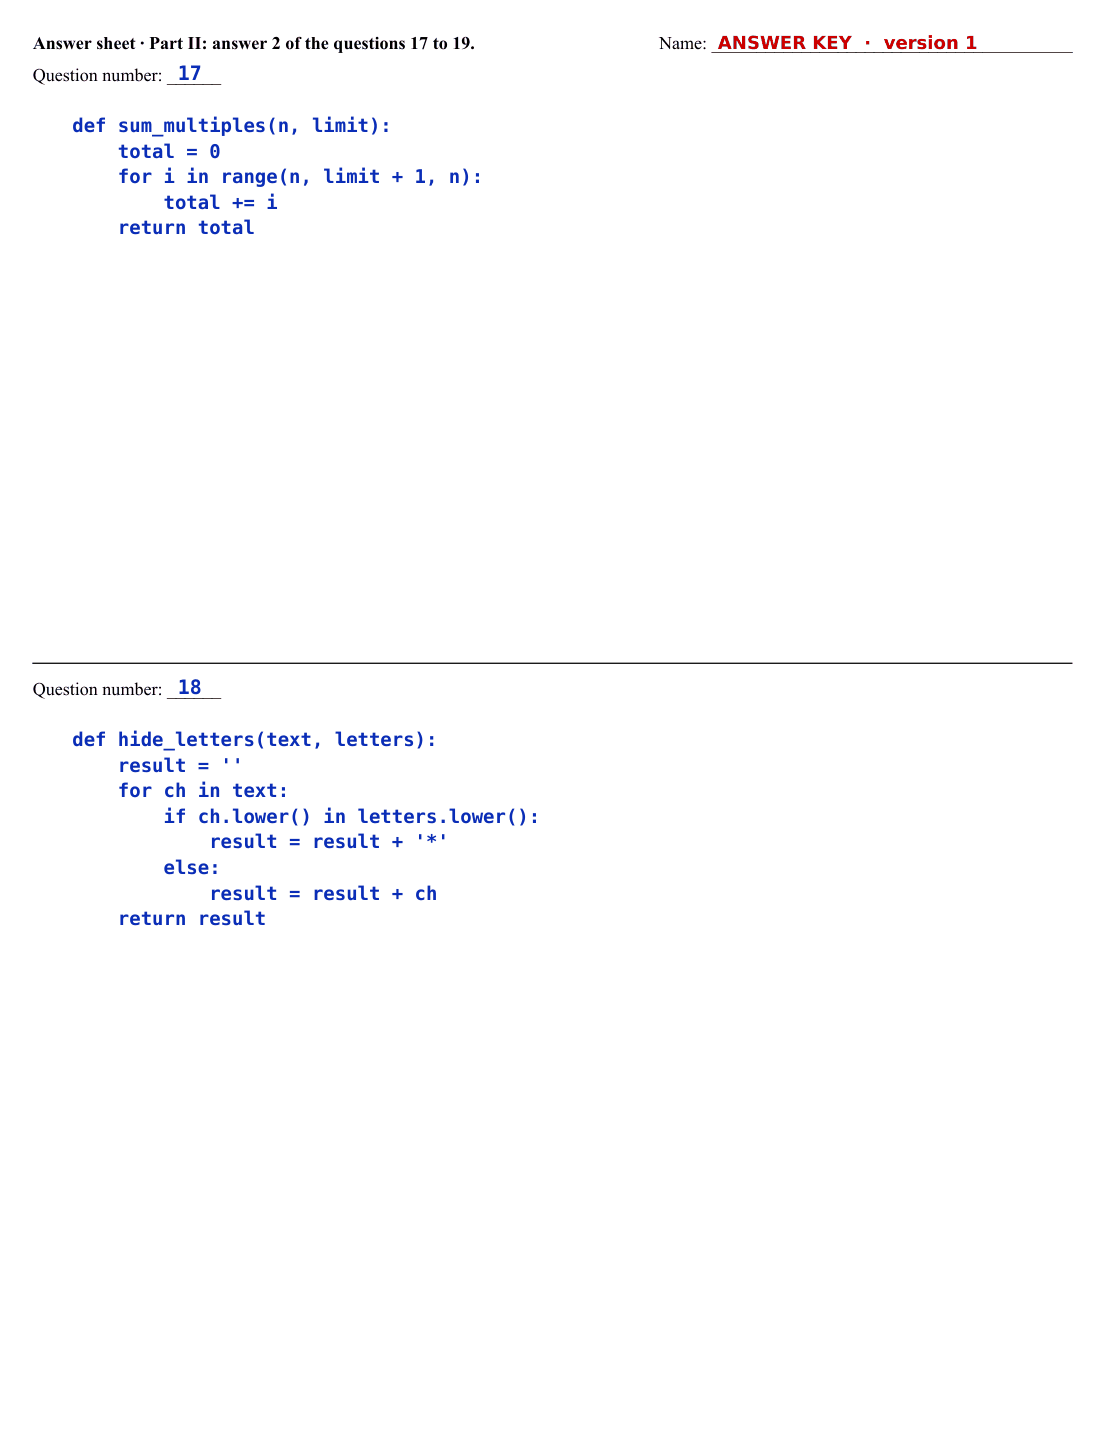 Answer sheet · Part II: answer 2 of the questions 17 to 19. Name: ANSWER KEY · version 1
Question number: 17
def sum_multiples(n, limit):
    total = 0
    for i in range(n, limit + 1, n):
        total += i
    return total
Question number: 18
def hide_letters(text, letters):
    result = ''
    for ch in text:
        if ch.lower() in letters.lower():
            result = result + '*'
        else:
            result = result + ch
    return result